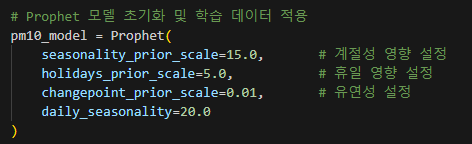 # Prophet 모델 초기화 및 학습 데이터 적용
pm10_model = Prophet(
    seasonality_prior_scale=15.0,      # 계절성 영향 설정
    holidays_prior_scale=5.0,          # 휴일 영향 설정
    changepoint_prior_scale=0.01,      # 유연성 설정
    daily_seasonality=20.0
)